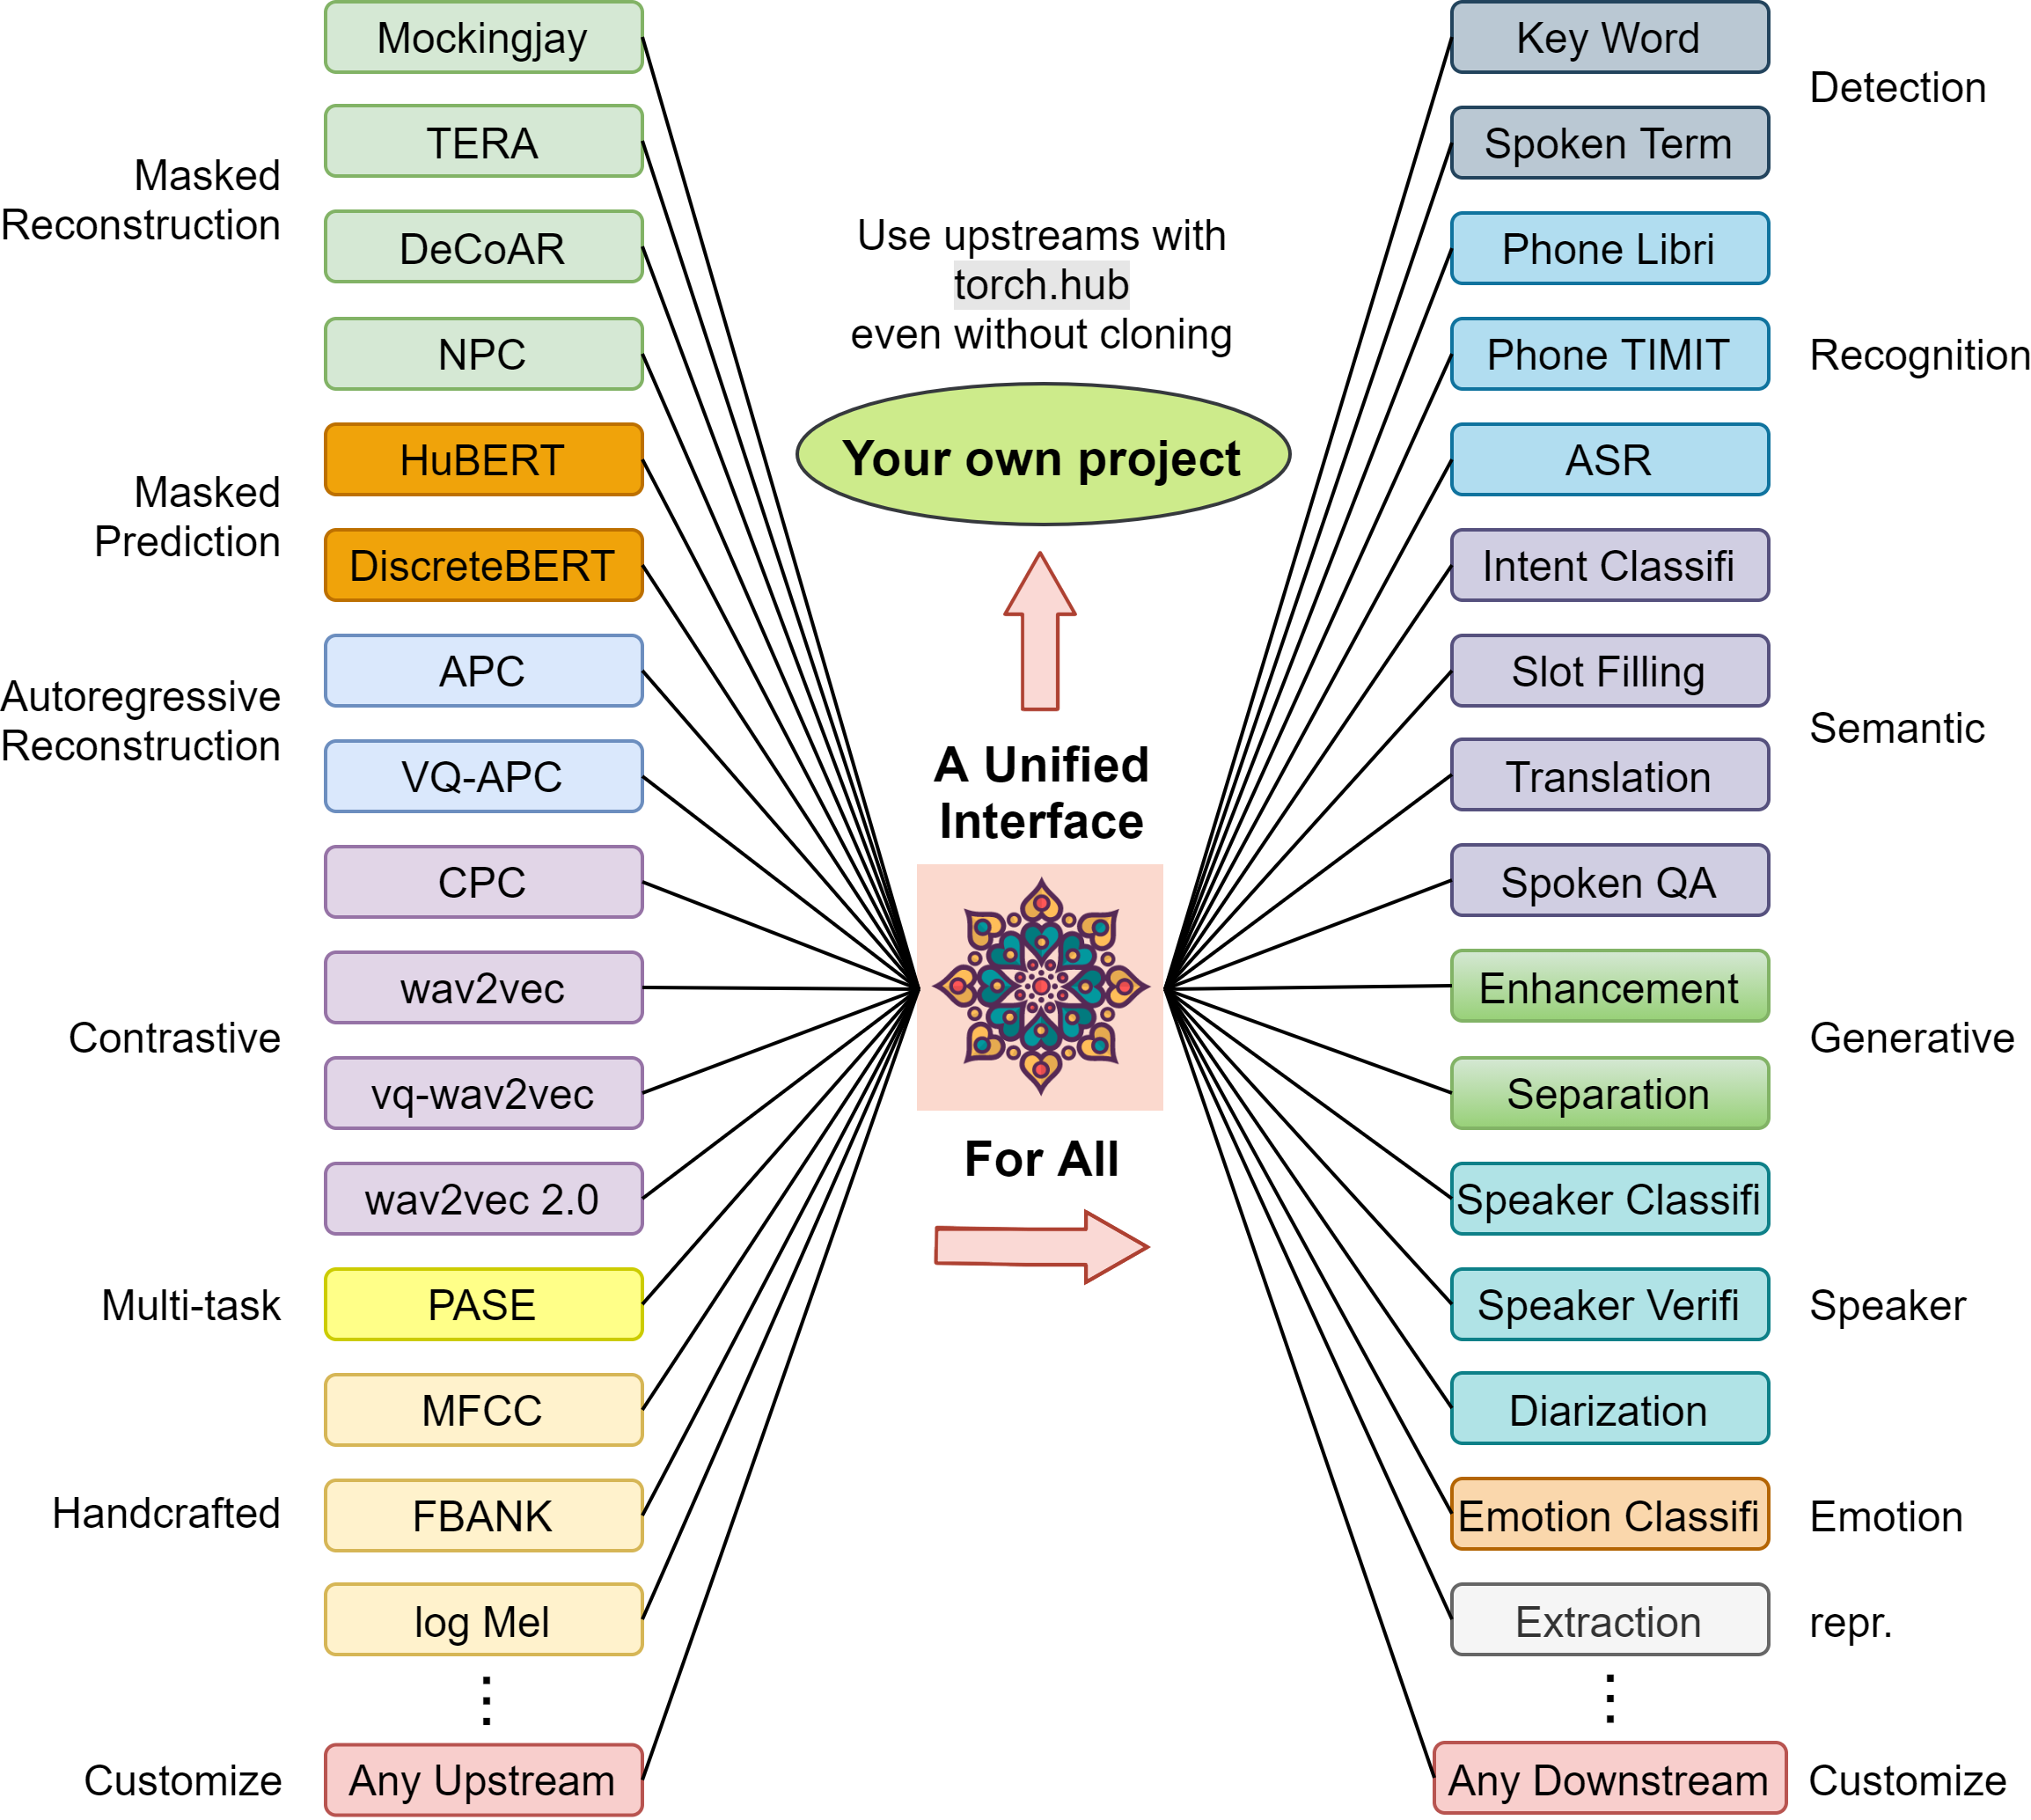 Masked
Reconstruction
Mockingjay
TERA
DeCoAR
NPC
Masked
Prediction
HuBERT
DiscreteBERT
Autoregressive
Reconstruction
APC
VQ-APC
Contrastive
CPC
wav2vec
vq-wav2vec
wav2vec 2.0
Multi-task
PASE
Handcrafted
MFCC
FBANK
log Mel
Customize
Any Upstream
Use upstreams with
torch.hub
even without cloning
Your own project
A Unified
Interface
For All
Key Word
Spoken Term
Detection
Phone Libri
Phone TIMIT
ASR
Recognition
Intent Classifi
Slot Filling
Translation
Spoken QA
Semantic
Enhancement
Separation
Generative
Speaker Classifi
Speaker Verifi
Diarization
Speaker
Emotion Classifi
Emotion
Extraction
repr.
Any Downstream
Customize